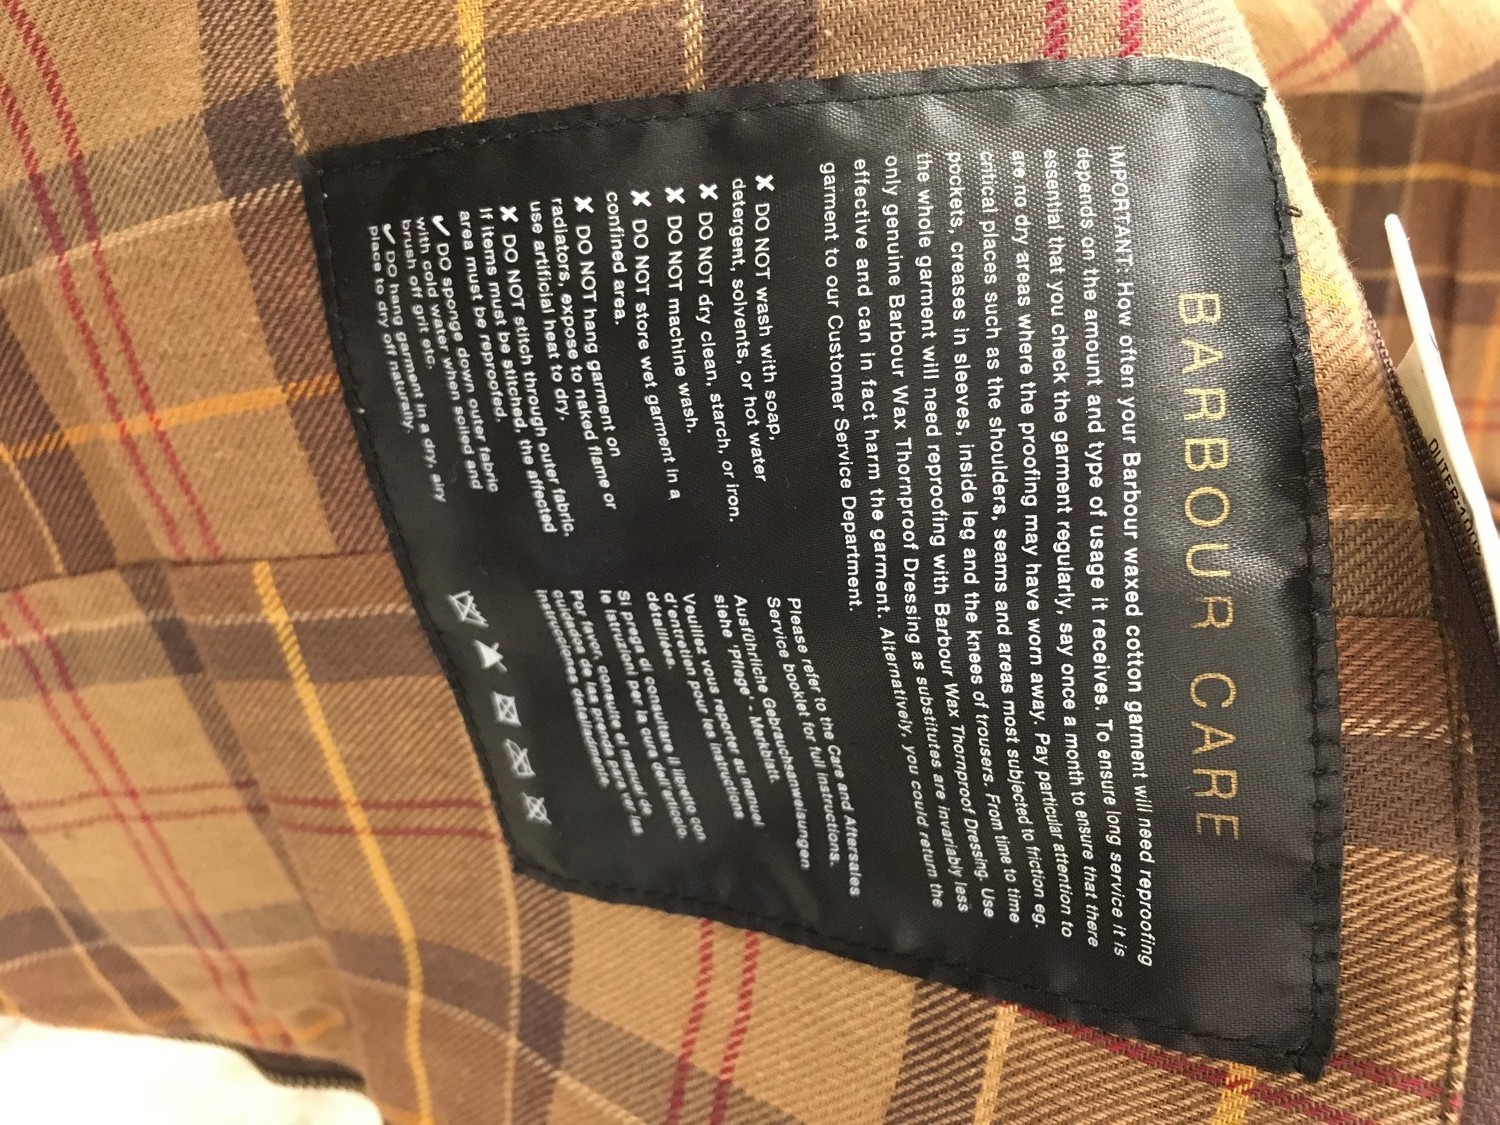 BARBOUR CARE
IMPORTANT: How often your Barbour waxed cotton garment will need reproofing
depends on the amount and type of usage it receives. To ensure long service it is
essential that you check the garment regularly, say once a month to ensure that there
are no dry areas where the proofing may have worn away. Pay particular attention to
critical places such as the shoulders, seams and areas most subjected to friction eg.
pockets, creases in sleeves, inside leg and the knees of trousers. From time to time
the whole garment will need reproofing with Barbour Wax Thornproof Dressing. Use
only genuine Barbour Wax Thornproof Dressing as substitutes are invariably less
effective and can in fact harm the garment. Alternatively, you could return the
garment to our Customer Service Department.
✘ DO NOT wash with soap,
detergent, solvents, or hot water
✘ DO NOT dry clean, starch, or iron.
✘ DO NOT machine wash.
✘ DO NOT store wet garment in a
confined area.
✘ DO NOT hang garment on
radiators, expose to naked flame or
use artificial heat to dry.
✘ DO NOT stitch through outer fabric.
If items must be stitched, the affected
area must be reproofed.
✔ DO sponge down outer fabric
with cold water when soiled and
brush off grit etc.
✔ DO hang garment in a dry, airy
place to dry off naturally.
Please refer to the Care and Aftersales
Service booklet for full instructions.
Ausführliche Gebrauchsanweisungen
siehe 'Pflege' - Merkblatt.
Veuillez vous reporter au manuel
d'entretien pour les instructions
détaillées.
Si prega di consultare il libretto con
le istruzioni per la cura dell'articolo.
Por favor, consulte el manual de
cuidados de las prenda para ver las
instrucciones detalladamente.
OUTER:100%